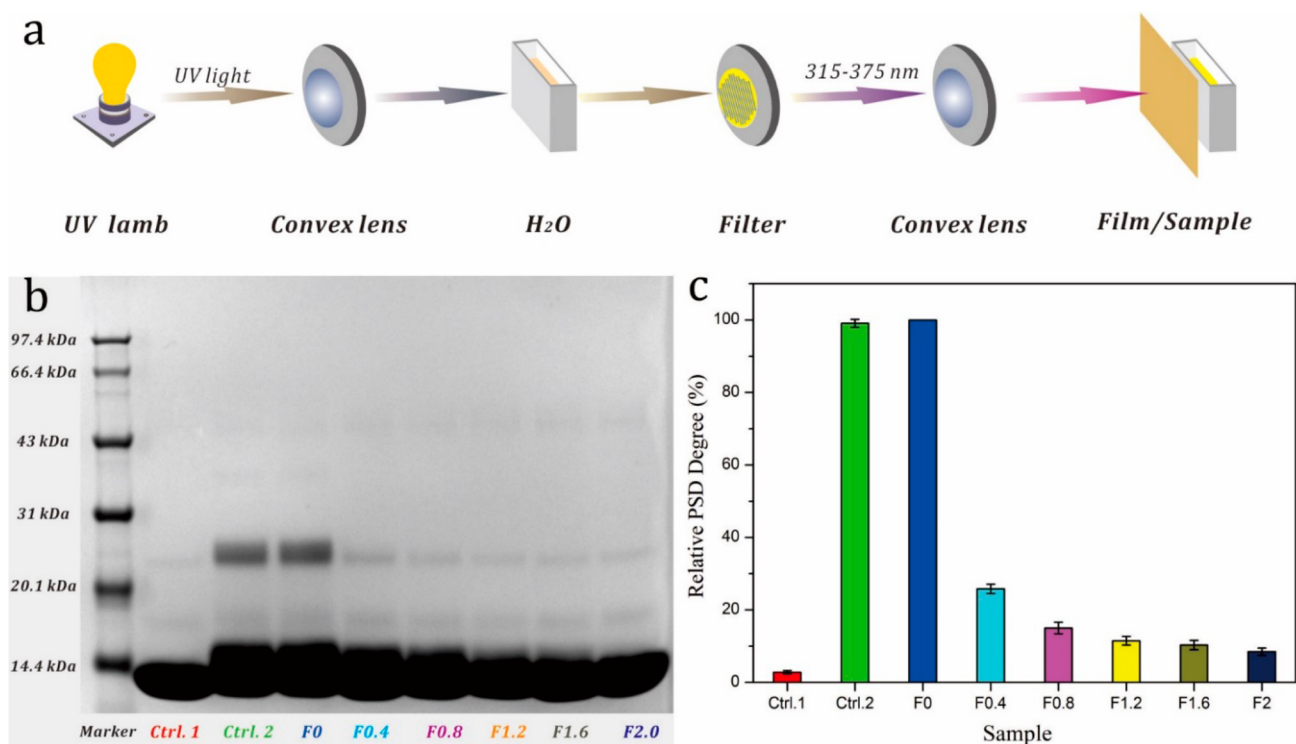 a
UV light
315-375 nm
UV lamb
Convex lens
H₂O
Filter
Convex lens
Film/Sample
b
97.4 kDa
66.4 kDa
43 kDa
31 kDa
20.1 kDa
14.4 kDa
Marker Ctrl. 1 Ctrl. 2 F0 F0.4 F0.8 F1.2 F1.6 F2.0
c
Relative PSD Degree (%)
100
80
60
40
20
0
Ctrl.1 Ctrl.2 F0 F0.4 F0.8 F1.2 F1.6 F2
Sample